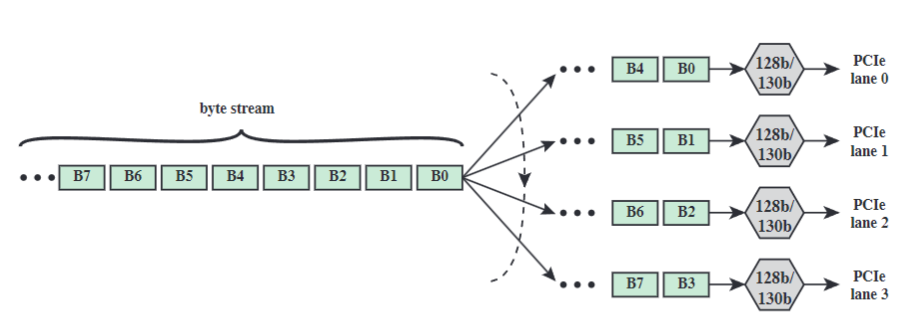 byte stream
B7 B6 B5 B4 B3 B2 B1 B0
B4 B0
128b/
130b
PCIe
lane 0
B5 B1
128b/
130b
PCIe
lane 1
B6 B2
128b/
130b
PCIe
lane 2
B7 B3
128b/
130b
PCIe
lane 3